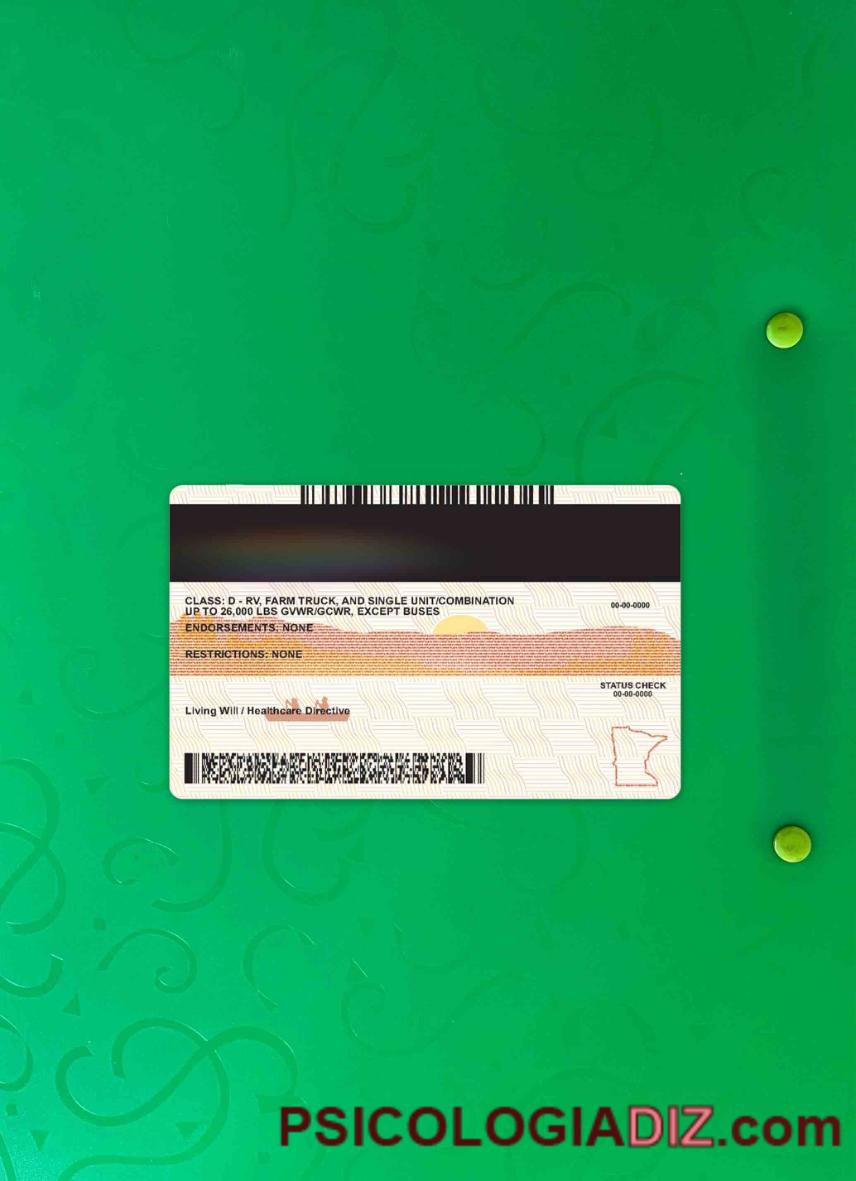 CLASS: D - RV, FARM TRUCK, AND SINGLE UNIT/COMBINATION
UP TO 26,000 LBS GVWR/GCWR, EXCEPT BUSES
00-00-0000
ENDORSEMENTS: NONE
RESTRICTIONS: NONE
STATUS CHECK
00-00-0000
Living Will / Healthcare Directive
PSICOLOGIADIZ.com